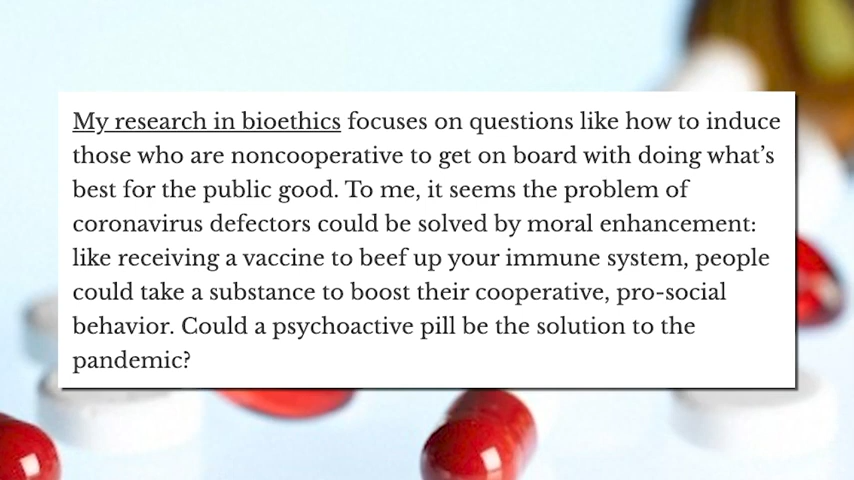 My research in bioethics focuses on questions like how to induce
those who are noncooperative to get on board with doing what’s
best for the public good. To me, it seems the problem of
coronavirus defectors could be solved by moral enhancement:
like receiving a vaccine to beef up your immune system, people
could take a substance to boost their cooperative, pro-social
behavior. Could a psychoactive pill be the solution to the
pandemic?